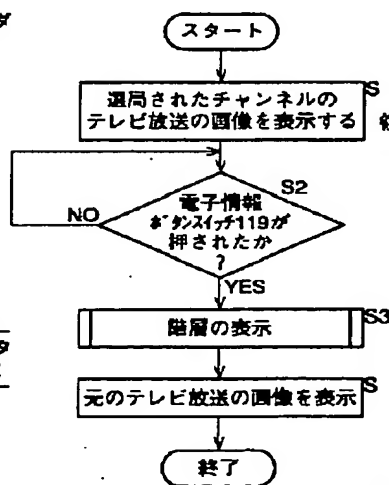 スタート
選局されたチャンネルの
テレビ放送の画像を表示する
S
S2
電子情報
ボタンスイッチ119が
押されたか
?
NO
YES
S3
階層の表示
S
元のテレビ放送の画像を表示
終了